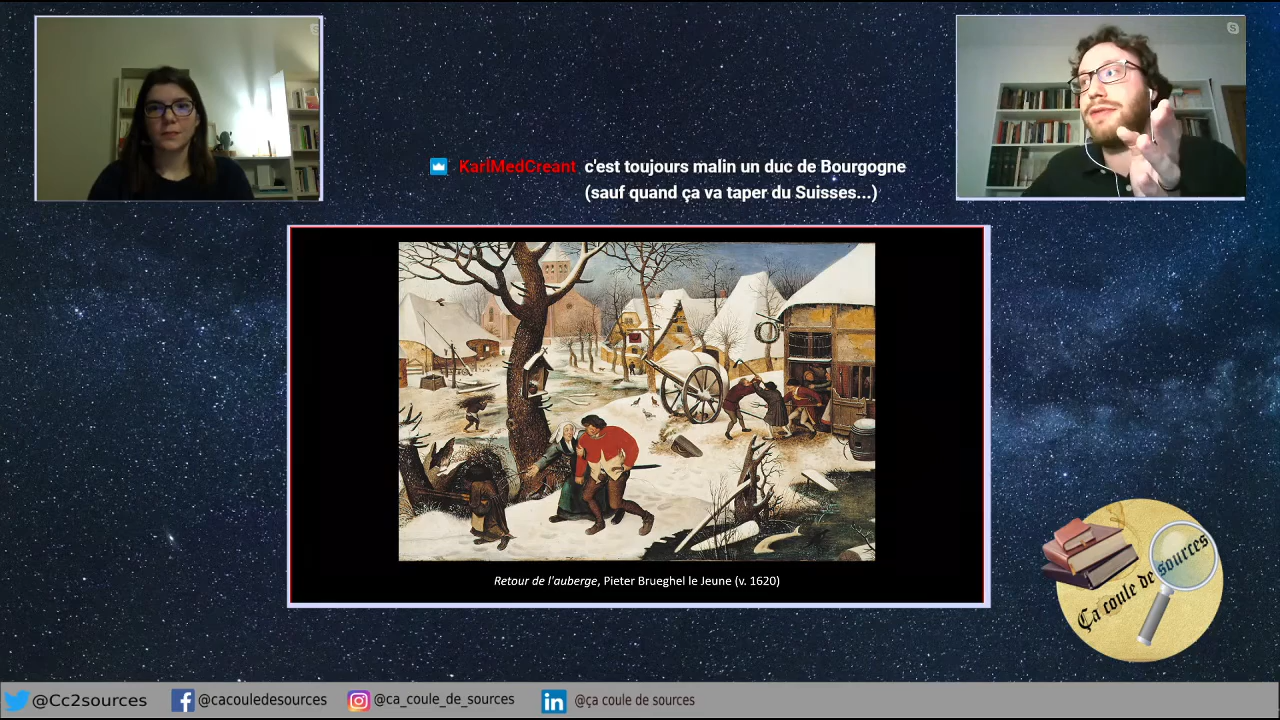 KarlMedCreant c'est toujours malin un duc de Bourgogne
(sauf quand ça va taper du Suisses...)
Retour de l'auberge, Pieter Brueghel le Jeune (v. 1620)
Ça coule de sources
@Cc2sources @cacouledesources @ca_coule_de_sources @ça coule de sources